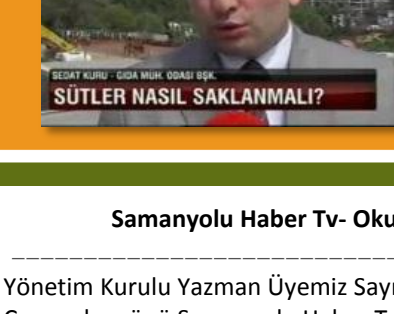 SEDAT KURU - GIDA MÜH. ODASI BŞK.
SÜTLER NASIL SAKLANMALI?
Samanyolu Haber Tv- Oku
Yönetim Kurulu Yazman Üyemiz Sayı